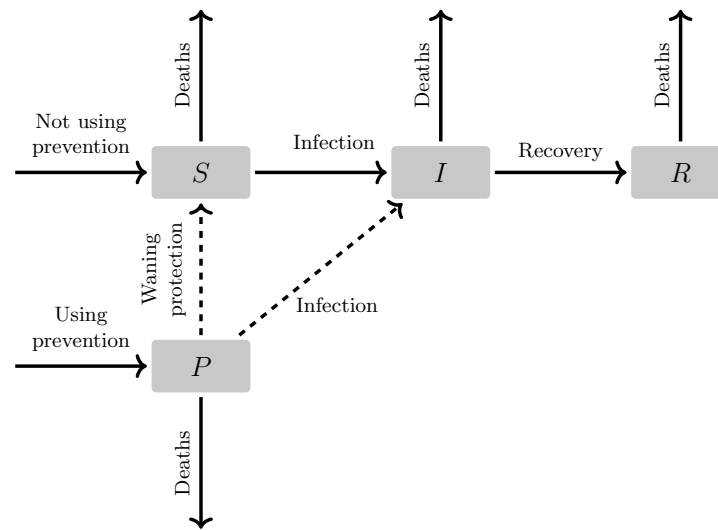 Deaths
Deaths
Deaths
Not using
prevention
S
Infection
I
Recovery
R
Waning
protection
Infection
Using
prevention
P
Deaths